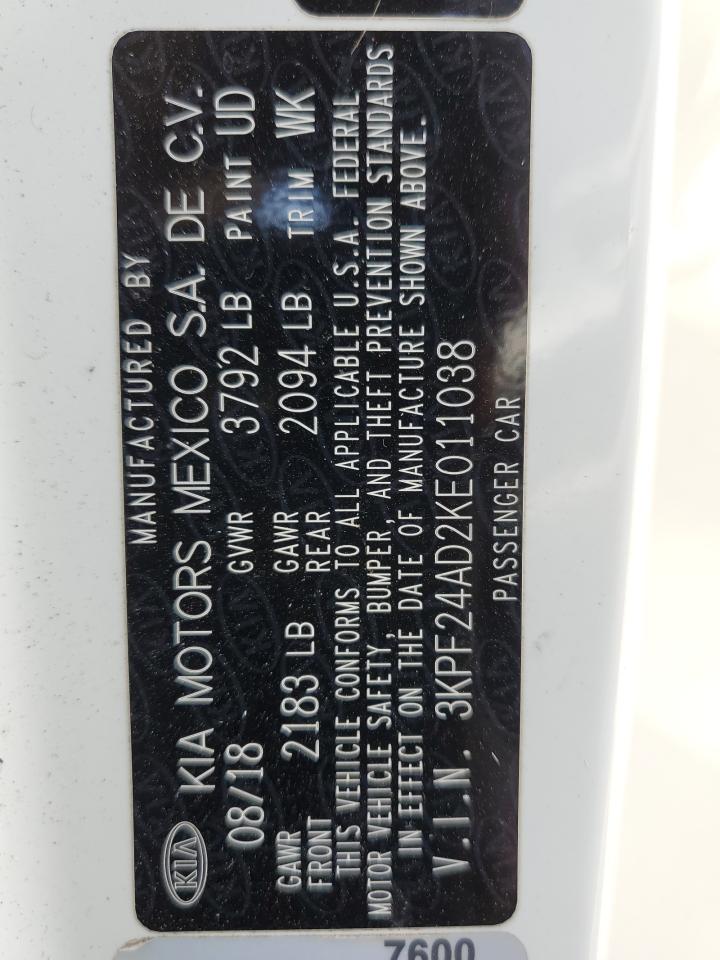 MANUFACTURED BY
KIA KIA MOTORS MEXICO S.A. DE C.V.
08/18 GVWR 3792 LB PAINT UD
GAWR FRONT 2183 LB GAWR REAR 2094 LB TRIM WK
THIS VEHICLE CONFORMS TO ALL APPLICABLE U.S.A. FEDERAL
MOTOR VEHICLE SAFETY, BUMPER, AND THEFT PREVENTION STANDARDS
IN EFFECT ON THE DATE OF MANUFACTURE SHOWN ABOVE.
V.I.N. 3KPF24AD2KE011038
PASSENGER CAR
7600